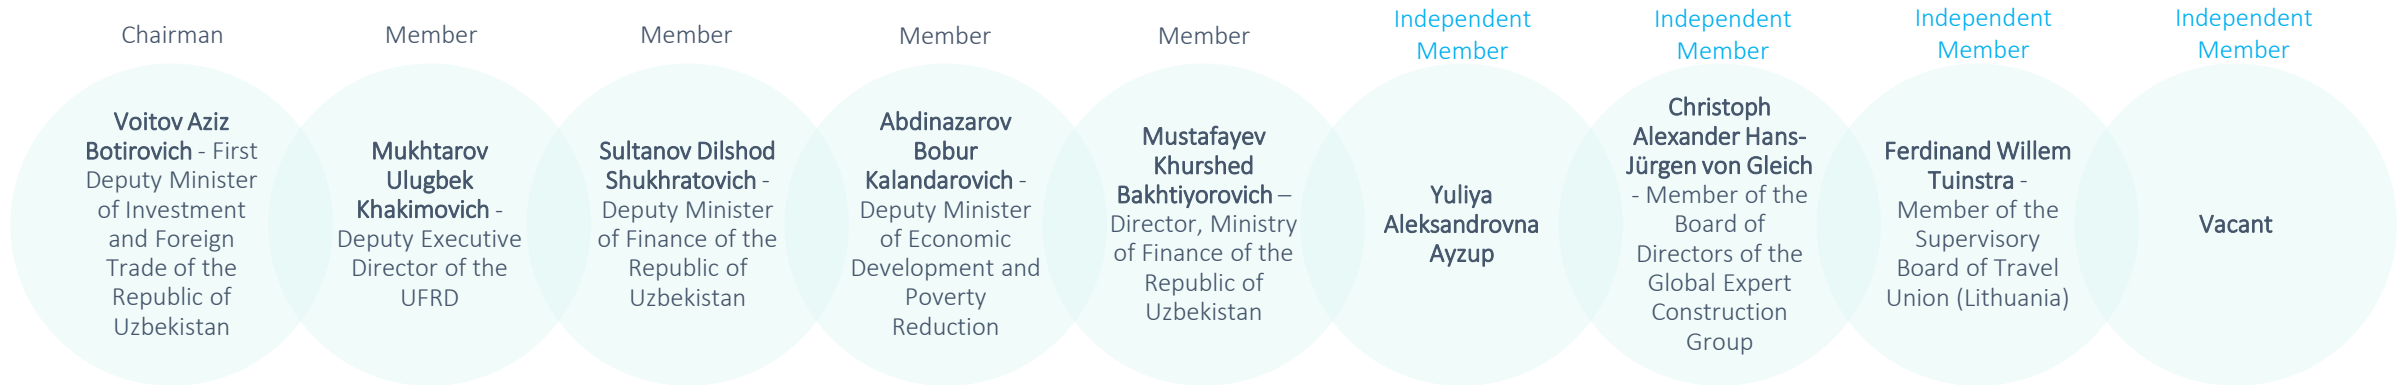 Chairman
Voitov Aziz
Botirovich - First
Deputy Minister
of Investment
and Foreign
Trade of the
Republic of
Uzbekistan
Member
Mukhtarov
Ulugbek
Khakimovich -
Deputy Executive
Director of the
UFRD
Member
Sultanov Dilshod
Shukhratovich -
Deputy Minister
of Finance of the
Republic of
Uzbekistan
Member
Abdinazarov
Bobur
Kalandarovich -
Deputy Minister
of Economic
Development and
Poverty
Reduction
Member
Mustafayev
Khurshed
Bakhtiyorovich –
Director, Ministry
of Finance of the
Republic of
Uzbekistan
Independent
Member
Yuliya
Aleksandrovna
Ayzup
Independent
Member
Christoph
Alexander Hans-
Jürgen von Gleich
- Member of the
Board of
Directors of the
Global Expert
Construction
Group
Independent
Member
Ferdinand Willem
Tuinstra -
Member of the
Supervisory
Board of Travel
Union (Lithuania)
Independent
Member
Vacant